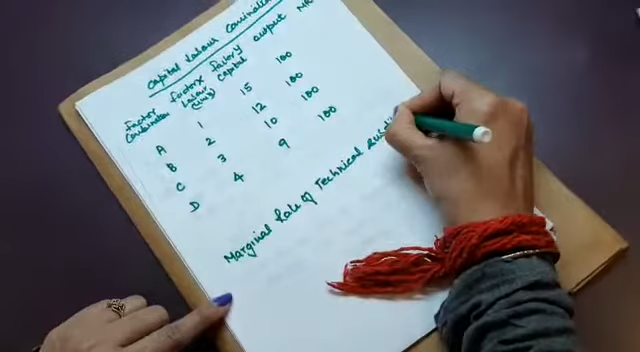 Capital Labour Combination
Factor Combination Factor x Labour (units) Factor y Capital output
A 1 15 100
B 2 12 100
C 3 10 100
D 4 9 100
Marginal Rate of Technical